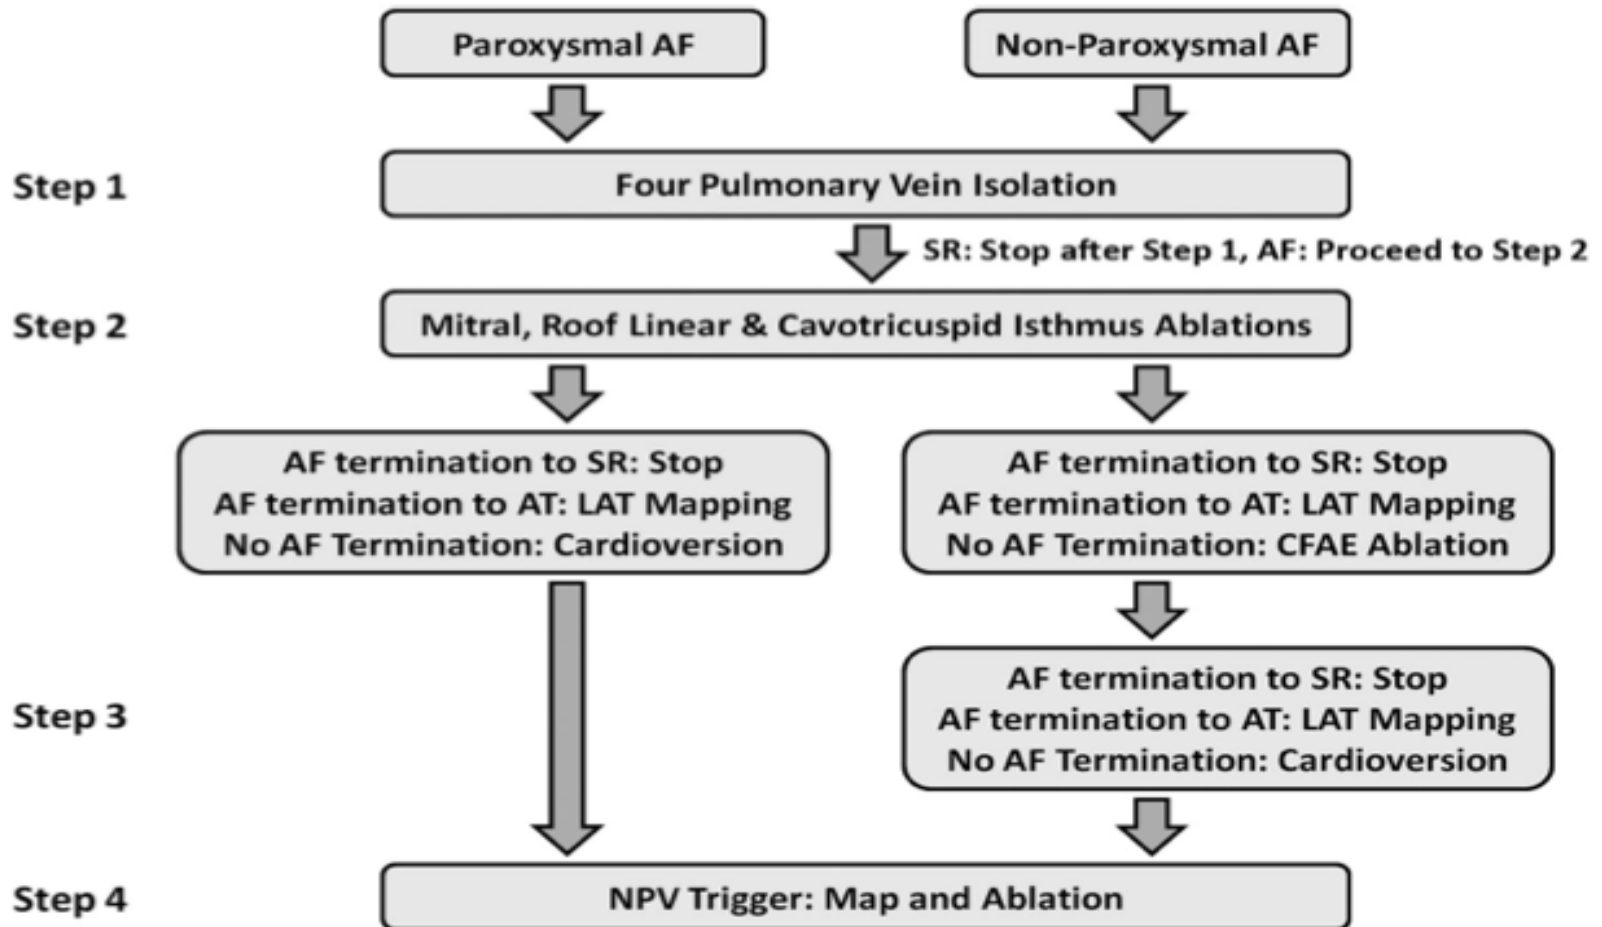 Paroxysmal AF
Non-Paroxysmal AF
Step 1
Four Pulmonary Vein Isolation
SR: Stop after Step 1, AF: Proceed to Step 2
Step 2
Mitral, Roof Linear & Cavotricuspid Isthmus Ablations
AF termination to SR: Stop
AF termination to AT: LAT Mapping
No AF Termination: Cardioversion
AF termination to SR: Stop
AF termination to AT: LAT Mapping
No AF Termination: CFAE Ablation
Step 3
AF termination to SR: Stop
AF termination to AT: LAT Mapping
No AF Termination: Cardioversion
Step 4
NPV Trigger: Map and Ablation